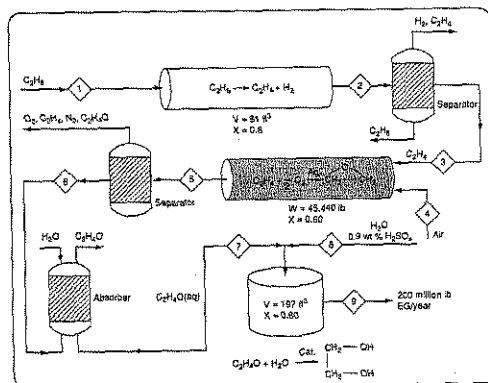 H₂, C₂H₄
C₂H₆
1
C₂H₆ → C₂H₄ + H₂
2
Separator
V = 81 ft³
X = 0.8
O₂, C₂H₄, N₂, C₂H₄O
C₂H₆
C₂H₄
3
6
5
W = 45,440 lb
X = 0.60
4
Separator
Air
H₂O
0.9 wt % H₂SO₄
H₂O
C₂H₄O
7
8
Absorber
C₂H₄O(aq)
V = 197 ft³
X = 0.80
9
200 million lb
EG/year
C₂H₄O + H₂O
Cat.
CH₂-OH
CH₂-OH